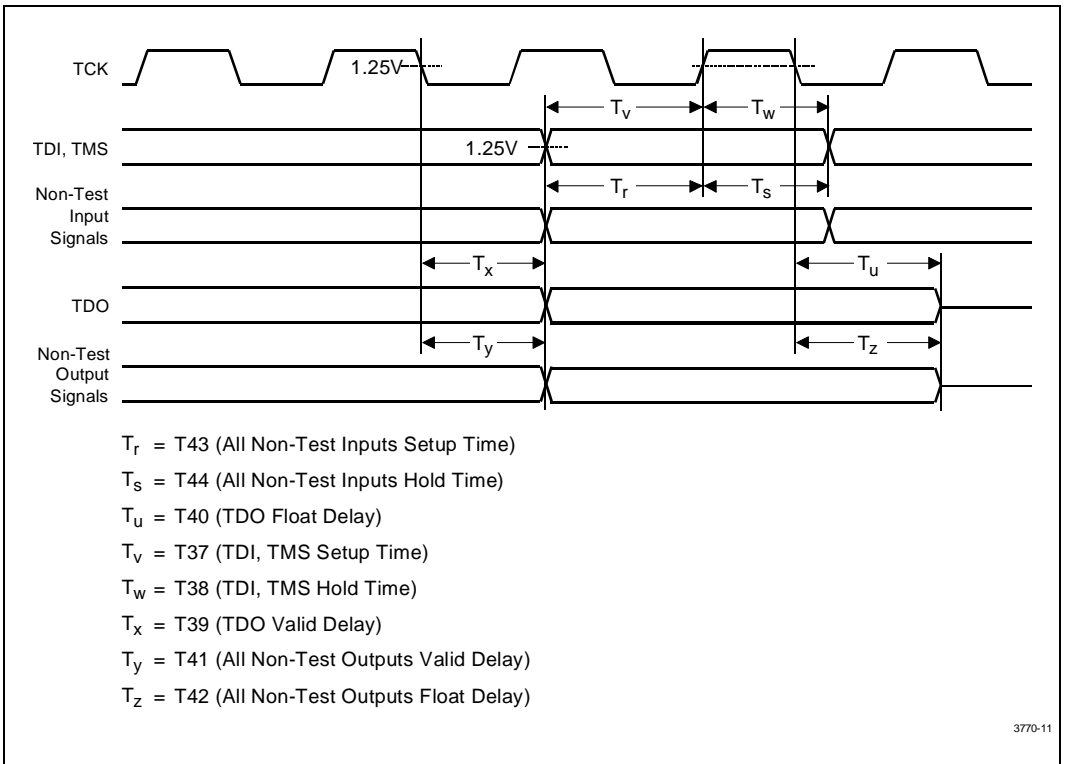 TCK
1.25V
Tv
Tw
TDI, TMS
1.25V
Tr
Ts
Non-Test
Input
Signals
Tx
Tu
TDO
Ty
Tz
Non-Test
Output
Signals
Tr = T43 (All Non-Test Inputs Setup Time)
Ts = T44 (All Non-Test Inputs Hold Time)
Tu = T40 (TDO Float Delay)
Tv = T37 (TDI, TMS Setup Time)
Tw = T38 (TDI, TMS Hold Time)
Tx = T39 (TDO Valid Delay)
Ty = T41 (All Non-Test Outputs Valid Delay)
Tz = T42 (All Non-Test Outputs Float Delay)
3770-11